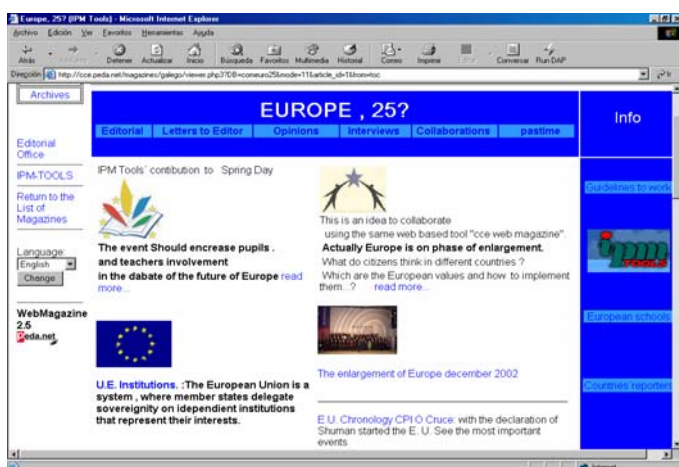 Europe, 25? (IPM Tools) - Microsoft Internet Explorer
Archivo Edición Ver Favoritos Herramientas Ayuda
Atrás Detener Actualizar Inicio Búsqueda Favoritos Multimedia Historial Correo Imprimir Conversar Run DAP
Dirección http://cce.peda.net/magazines/galego/viewer.php3?DB=comeuro25&mode=11&article_id=1&from=toc
Archives
EUROPE , 25?
Info
Editorial Letters to Editor Opinions Interviews Collaborations pastime
Editorial
Office
IPM-TOOLS
Return to the
List of
Magazines
Language:
English
Change
WebMagazine
2.5
Peda.net
IPM Tools´ contibution to Spring Day
The event Should encrease pupils .
and teachers involvement
in the dabate of the future of Europe read
more...
This is an idea to collaborate
using the same web based tool "cce web magazine".
Actually Europe is on phase of enlargement.
What do citizens think in different countries ?
Which are the European values and how to implement
them...? read more...
U.E. Institutions. :The European Union is a
system , where member states delegate
sovereignity on idependient institutions
that represent their interests.
The enlargement of Europe december 2002
E.U. Chronology CPI O Cruce: with the declaration of
Shuman started the E. U. See the most important
events
Guidelines to work
ipm
TOOLS
European schools
Countries reporters
Internet